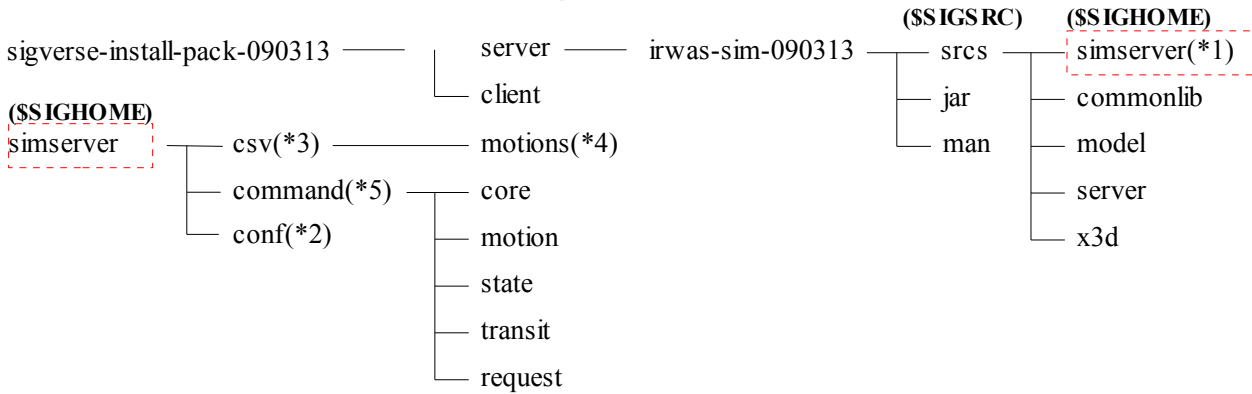 ($SIGSRC) ($SIGHOME)
sigverse-install-pack-090313 server irwas-sim-090313 srcs simserver(*1)
client jar commonlib
($SIGHOME)
simserver csv(*3) motions(*4) man model
command(*5) core server
conf(*2) motion x3d
state
transit
request